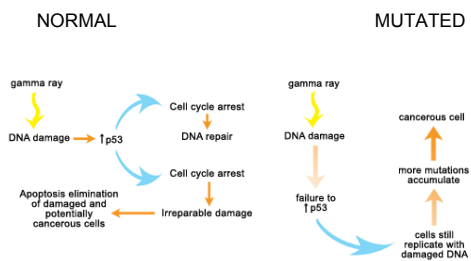 NORMAL
gamma ray
DNA damage
↑p53
Cell cycle arrest
DNA repair
Cell cycle arrest
Irreparable damage
Apoptosis elimination
of damaged and
potentially
cancerous cells
MUTATED
gamma ray
DNA damage
failure to
↑p53
cells still
replicate with
damaged DNA
more mutations
accumulate
cancerous cell